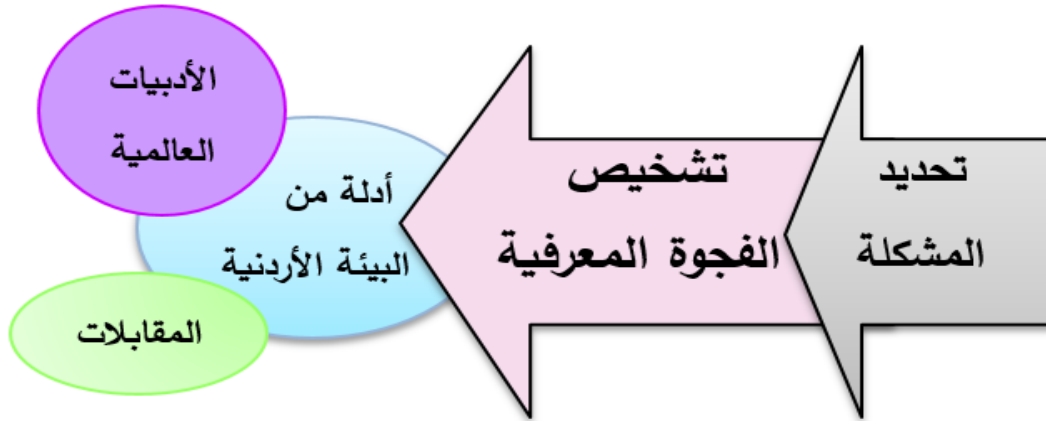 تحديد
المشكلة
تشخيص
الفجوة المعرفية
أدلة من
البيئة الأردنية
الأدبيات
العالمية
المقابلات